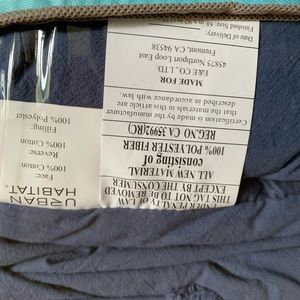 UNDER PENALTY OF LAW
THIS TAG NOT TO BE REMOVED
EXCEPT BY THE CONSUMER
ALL NEW MATERIAL
consisting of
100% POLYESTER FIBER
REG.NO CA 35992(RC)
Certification is made by the manufacturer
that the materials in this article are
described in accordance with law.
MADE FOR
E&E CO., LTD.
45875 Northport Loop East
Fremont, CA 94538
Date of Delivery:
Finished Size:
URBAN
HABITAT
Face:
100% Cotton
Reverse:
100% Cotton
Filling:
100% Polyester